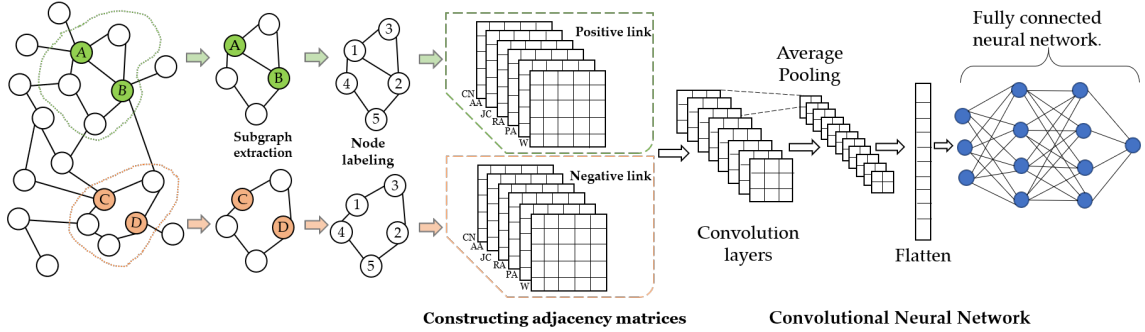 A
B
C
D
A
B
Subgraph
extraction
C
D
3
1
4
2
5
Node
labeling
3
1
4
2
5
Positive link
CN
AA
JC
RA
PA
W
Negative link
CN
AA
JC
RA
PA
W
Constructing adjacency matrices
Average
Pooling
Convolution
layers
Flatten
Fully connected
neural network.
Convolutional Neural Network